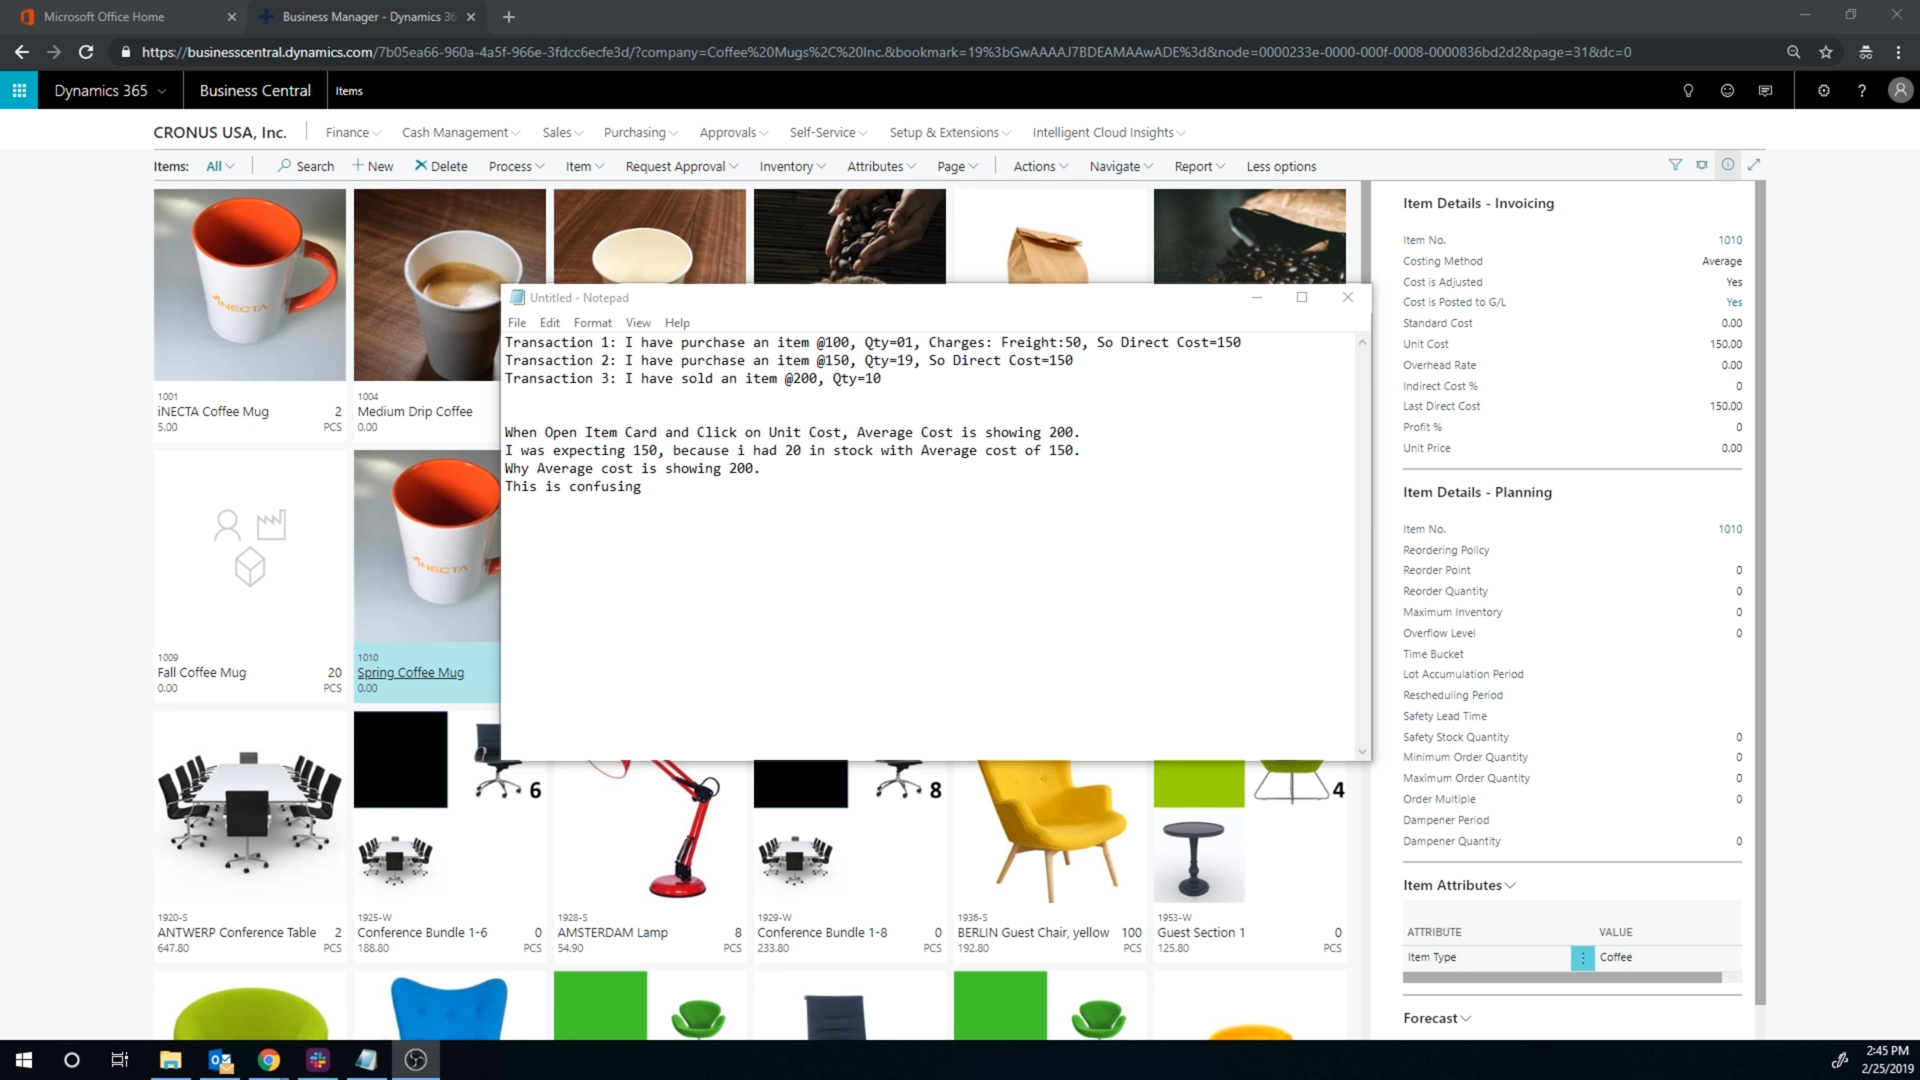 Microsoft Office Home
Business Manager - Dynamics 36
https://businesscentral.dynamics.com/7b05ea66-960a-4a5f-966e-3fdcc6ecfe3d/?company=Coffee%20Mugs%2C%20Inc.&bookmark=19%3bGwAAAAJ7BDEAMAAwADE%3d&node=0000233e-0000-000f-0008-0000836bd2d2&page=31&dc=0
Dynamics 365 Business Central Items
?
CRONUS USA, Inc. Finance Cash Management Sales Purchasing Approvals Self-Service Setup & Extensions Intelligent Cloud Insights
Items: All Search + New Delete Process Item Request Approval Inventory Attributes Page Actions Navigate Report Less options
iNECTA
1001
iNECTA Coffee Mug 2
5.00 PCS
1004
Medium Drip Coffee
0.00
Untitled - Notepad
File Edit Format View Help
Transaction 1: I have purchase an item @100, Qty=01, Charges: Freight:50, So Direct Cost=150
Transaction 2: I have purchase an item @150, Qty=19, So Direct Cost=150
Transaction 3: I have sold an item @200, Qty=10
When Open Item Card and Click on Unit Cost, Average Cost is showing 200.
I was expecting 150, because i had 20 in stock with Average cost of 150.
Why Average cost is showing 200.
This is confusing
iNECTA
1009
Fall Coffee Mug 20
0.00 PCS
1010
Spring Coffee Mug
0.00
6
8
4
1920-S
ANTWERP Conference Table 2
647.80 PCS
1925-W
Conference Bundle 1-6 0
188.80 PCS
1928-S
AMSTERDAM Lamp 8
54.90 PCS
1929-W
Conference Bundle 1-8 0
233.80 PCS
1936-S
BERLIN Guest Chair, yellow 100
192.80 PCS
1953-W
Guest Section 1 0
125.80 PCS
Item Details - Invoicing
Item No. 1010
Costing Method Average
Cost is Adjusted Yes
Cost is Posted to G/L Yes
Standard Cost 0.00
Unit Cost 150.00
Overhead Rate 0.00
Indirect Cost % 0
Last Direct Cost 150.00
Profit % 0
Unit Price 0.00
Item Details - Planning
Item No. 1010
Reordering Policy
Reorder Point 0
Reorder Quantity 0
Maximum Inventory 0
Overflow Level 0
Time Bucket
Lot Accumulation Period
Rescheduling Period
Safety Lead Time
Safety Stock Quantity 0
Minimum Order Quantity 0
Maximum Order Quantity 0
Order Multiple 0
Dampener Period
Dampener Quantity 0
Item Attributes
ATTRIBUTE VALUE
Item Type Coffee
Forecast
2:45 PM
2/25/2019